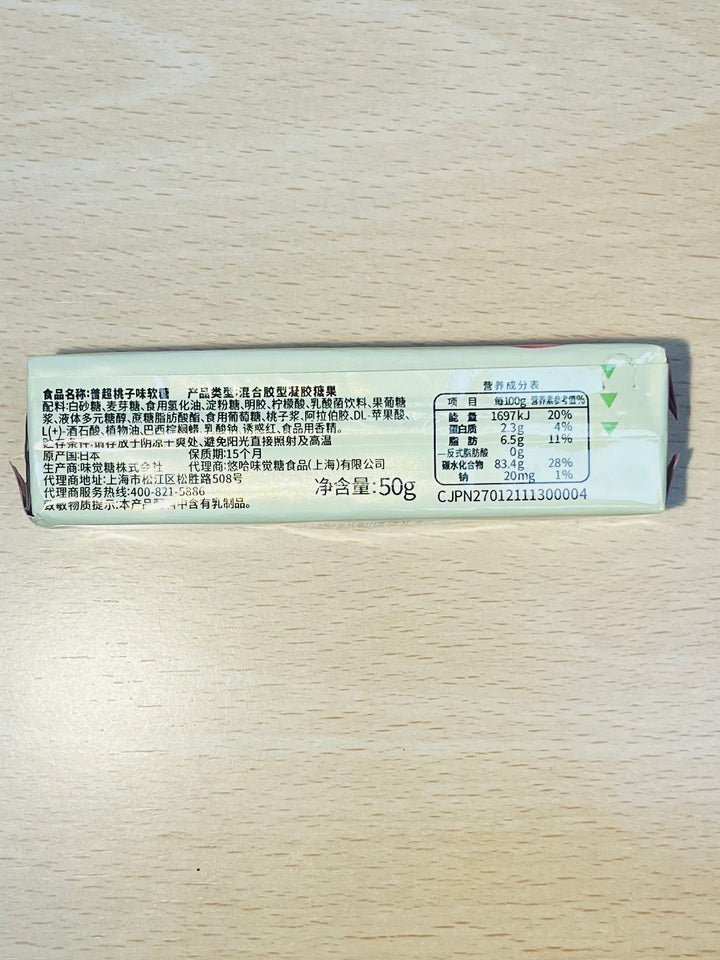 食品名称:普超桃子味软糖 产品类型:混合胶型凝胶糖果
配料:白砂糖、麦芽糖、食用氢化油、淀粉糖、明胶、柠檬酸、乳酸菌饮料、果葡糖
浆、液体多元糖醇、蔗糖脂肪酸酯、食用葡萄糖、桃子浆、阿拉伯胶、DL-苹果酸、
L(+)-酒石酸、植物油、巴西棕榈蜡、乳酸钠、诱惑红、食品用香精。
贮存条件:请存放于阴凉干爽处、避免阳光直接照射及高温
原产国日本 保质期:15个月
生产商:味觉糖株式会社 代理商:悠哈味觉糖食品(上海)有限公司
代理商地址:上海市松江区松胜路508号
代理商服务热线:400-821-5886
致敏物质提示:本产品配料中含有乳制品。
净含量:50g
营养成分表
项 目 每100g 营养素参考值%
能 量 1697kJ 20%
蛋白质 2.3g 4%
脂 肪 6.5g 11%
—反式脂肪酸 0g
碳水化合物 83.4g 28%
钠 20mg 1%
CJPN27012111300004